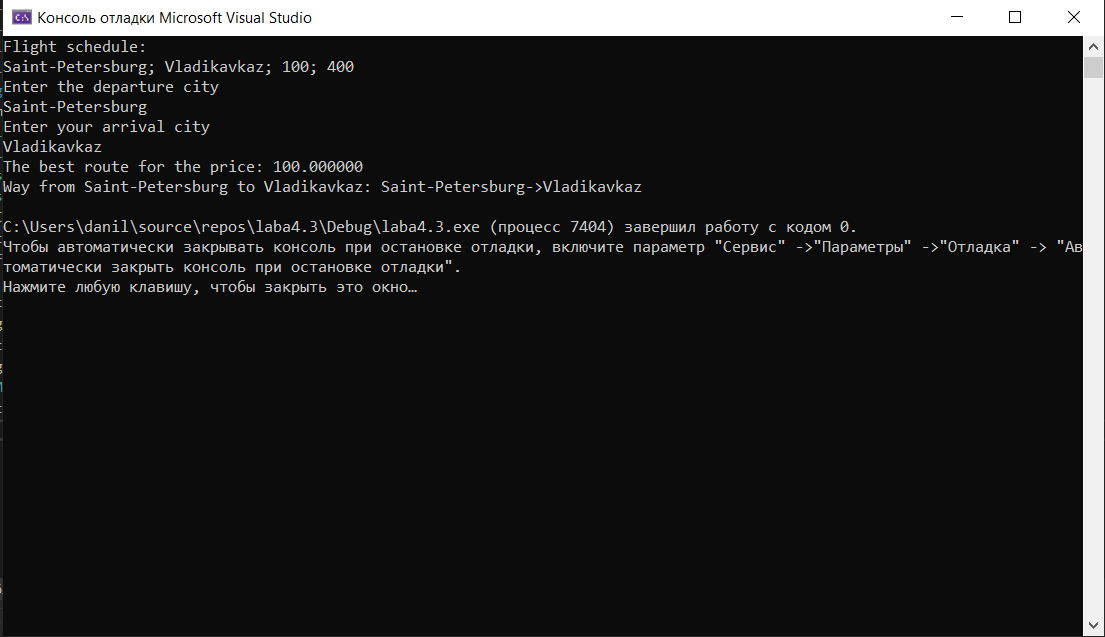 Консоль отладки Microsoft Visual Studio
Flight schedule:
Saint-Petersburg; Vladikavkaz; 100; 400
Enter the departure city
Saint-Petersburg
Enter your arrival city
Vladikavkaz
The best route for the price: 100.000000
Way from Saint-Petersburg to Vladikavkaz: Saint-Petersburg->Vladikavkaz
C:\Users\danil\source\repos\laba4.3\Debug\laba4.3.exe (процесс 7404) завершил работу с кодом 0.
Чтобы автоматически закрывать консоль при остановке отладки, включите параметр "Сервис" ->"Параметры" ->"Отладка" -> "Ав
томатически закрыть консоль при остановке отладки".
Нажмите любую клавишу, чтобы закрыть это окно…